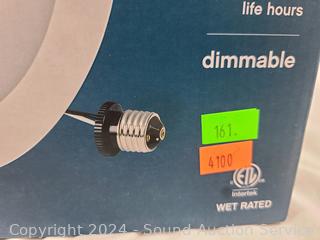 life hours
dimmable
161.
4100
ETL
Intertek
WET RATED
Copyright 2024 - Sound Auction Service